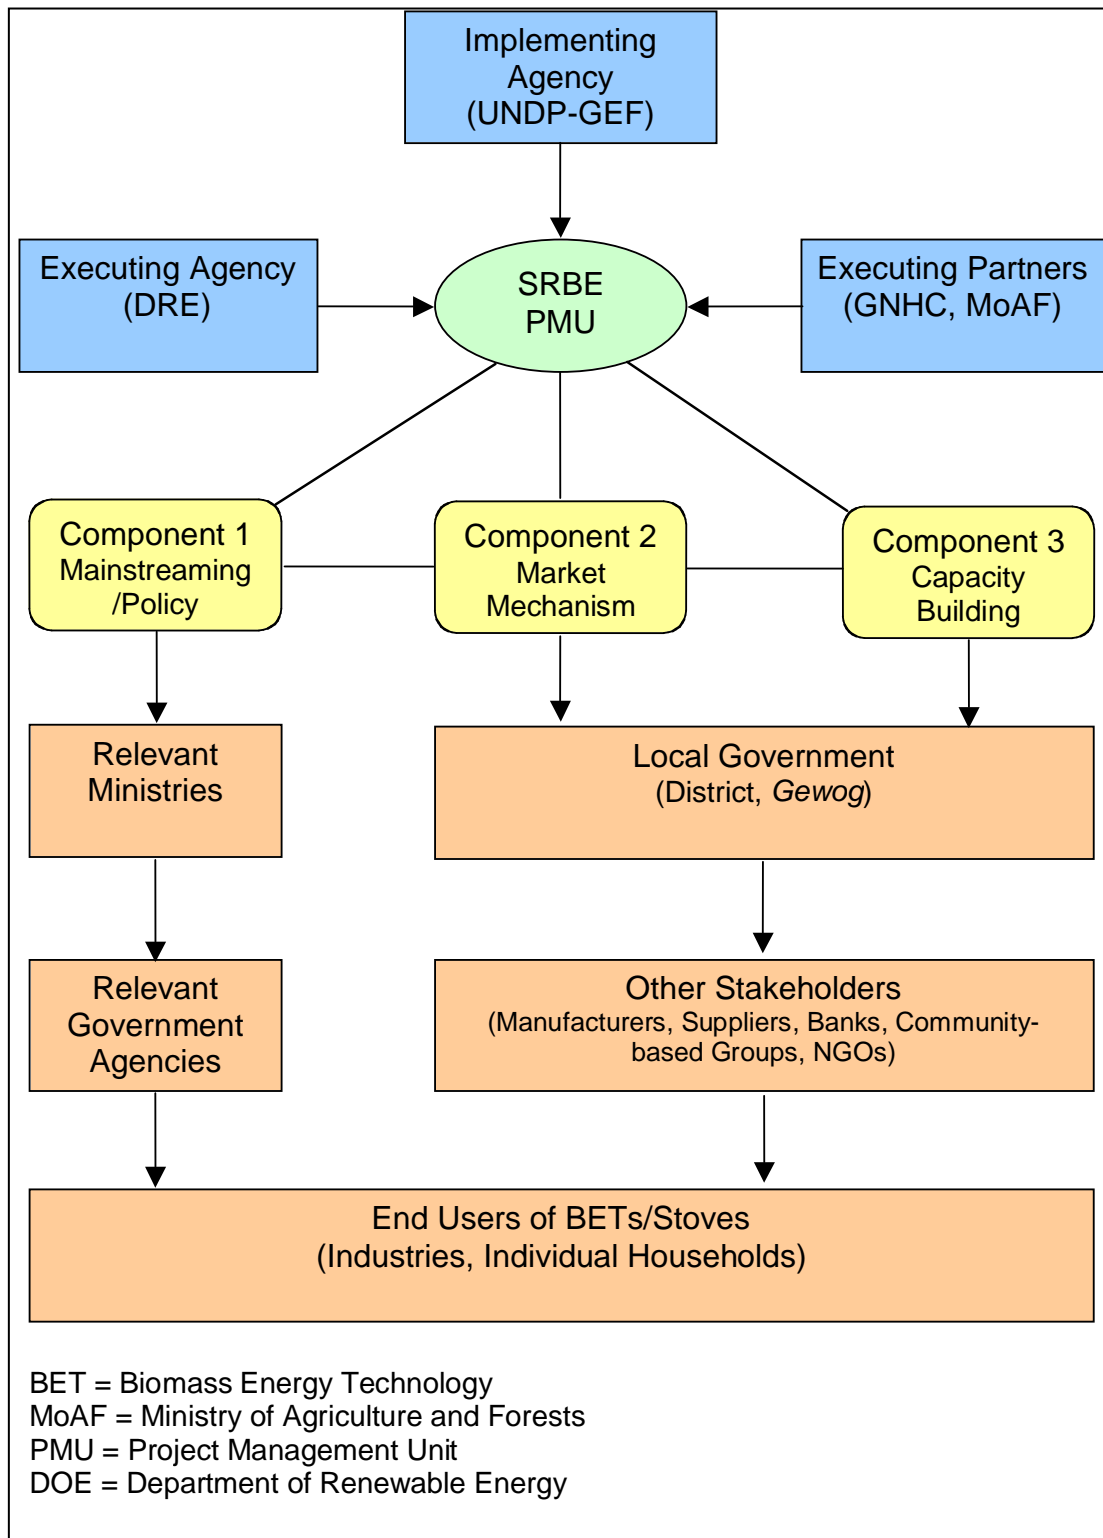 Implementing
Agency
(UNDP-GEF)
Executing Agency
(DRE)
SRBE
PMU
Executing Partners
(GNHC, MoAF)
Component 1
Mainstreaming
/Policy
Component 2
Market
Mechanism
Component 3
Capacity
Building
Relevant
Ministries
Local Government
(District, Gewog)
Relevant
Government
Agencies
Other Stakeholders
(Manufacturers, Suppliers, Banks, Community-
based Groups, NGOs)
End Users of BETs/Stoves
(Industries, Individual Households)
BET = Biomass Energy Technology
MoAF = Ministry of Agriculture and Forests
PMU = Project Management Unit
DOE = Department of Renewable Energy